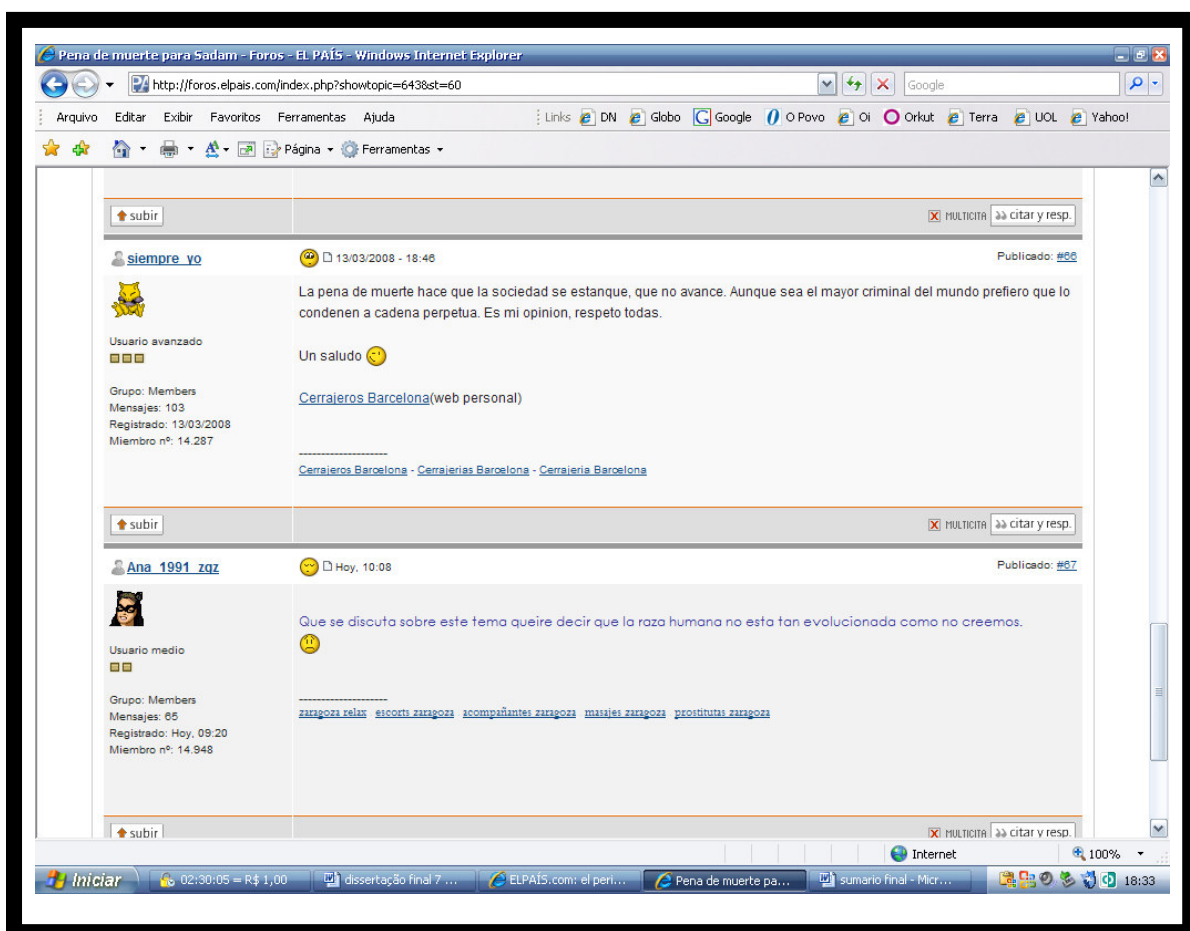 Pena de muerte para Sadam - Foros - EL PAÍS - Windows Internet Explorer
http://foros.elpais.com/index.php?showtopic=643&st=60
Google
Arquivo Editar Exibir Favoritos Ferramentas Ajuda
Links DN Globo Google O Povo Oi Orkut Terra UOL Yahoo!
Página Ferramentas
subir
MULTICITA citar y resp.
siempre_yo
13/03/2008 - 18:46
Publicado: #66
La pena de muerte hace que la sociedad se estanque, que no avance. Aunque sea el mayor criminal del mundo prefiero que lo
condenen a cadena perpetua. Es mi opinion, respeto todas.
Usuario avanzado
Un saludo
Grupo: Members
Mensajes: 103
Registrado: 13/03/2008
Miembro nº: 14.287
Cerrajeros Barcelona(web personal)
--------------------
Cerrajeros Barcelona - Cerrajerias Barcelona - Cerrajeria Barcelona
subir
MULTICITA citar y resp.
Ana_1991_zgz
Hoy, 10:08
Publicado: #67
Que se discuta sobre este tema queire decir que la raza humana no esta tan evolucionada como no creemos.
Usuario medio
Grupo: Members
Mensajes: 65
Registrado: Hoy, 09:20
Miembro nº: 14.948
--------------------
zaragoza relax escorts zaragoza acompañantes zaragoza masajes zaragoza prostitutas zaragoza
subir
MULTICITA citar y resp.
Internet 100%
Iniciar 02:30:05 = R$ 1,00 dissertação final 7 ... ELPAÍS.com: el peri... Pena de muerte pa... sumario final - Micr... 18:33